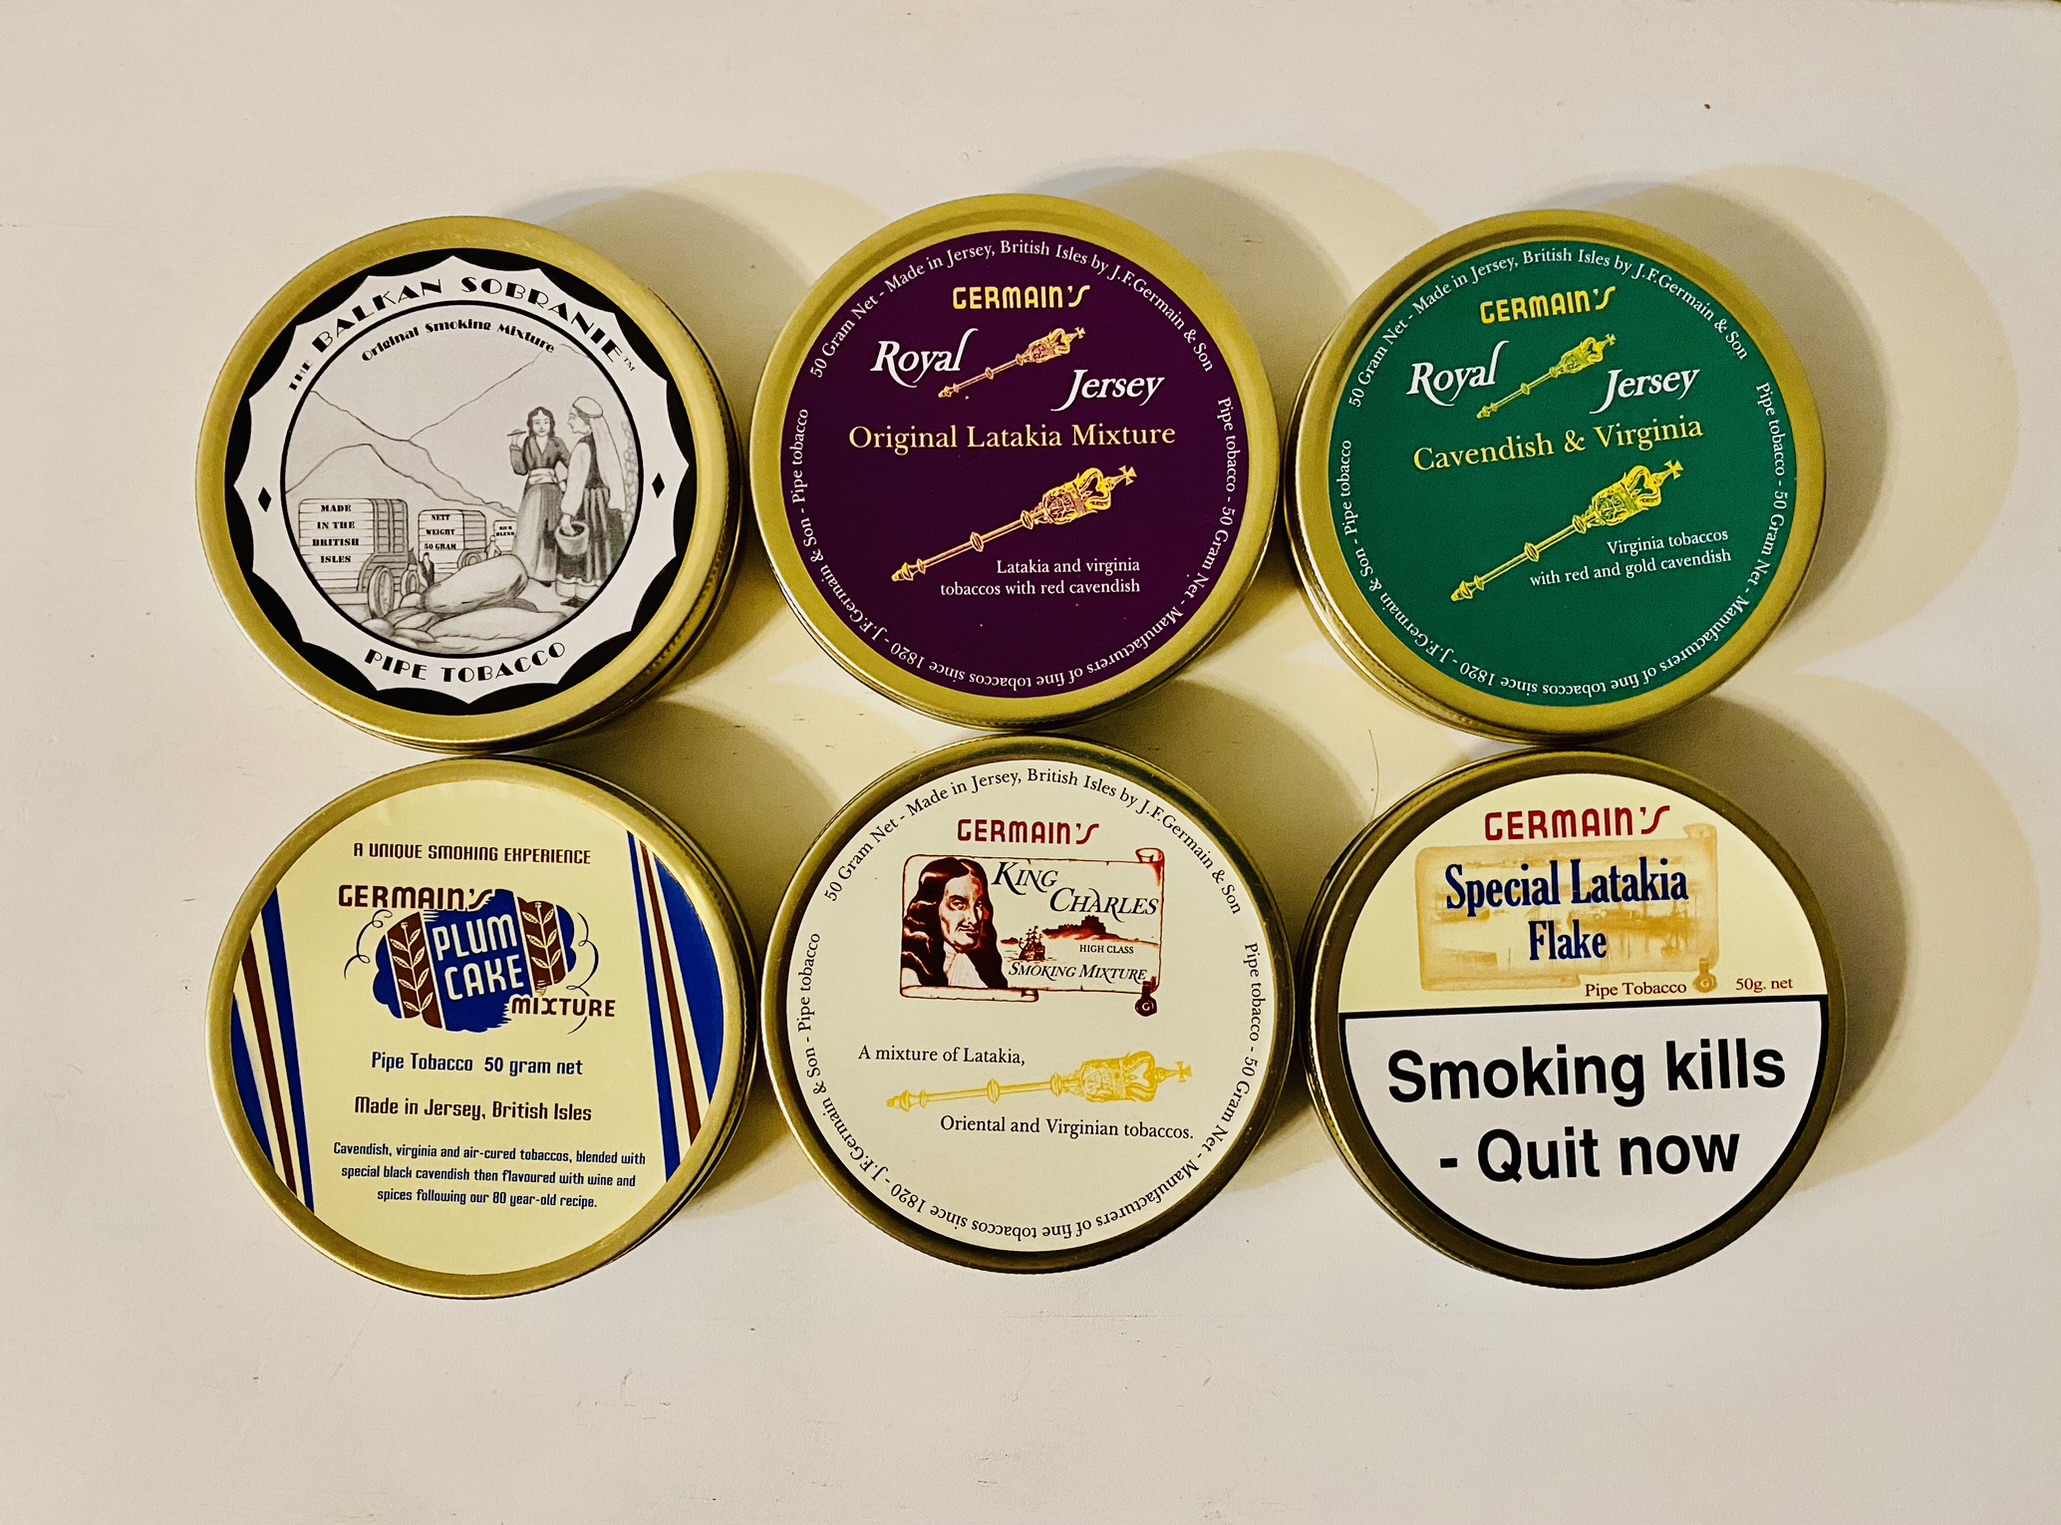 THE BALKAN SOBRANIE™
Original Smoking Mixture
MADE
IN THE
BRITISH
ISLES
NETT
WEIGHT
50 GRAM
PIPE TOBACCO
50 Gram Net - Made in Jersey, British Isles by J.F.Germain & Son
GERMAIN'S
Royal
Jersey
Original Latakia Mixture
Latakia and virginia
tobaccos with red cavendish
Pipe tobacco - 50 Gram Net - Manufacturers of fine tobaccos since 1820 - J.F.Germain & Son - Pipe tobacco
50 Gram Net - Made in Jersey, British Isles by J.F.Germain & Son
GERMAIN'S
Royal
Jersey
Cavendish & Virginia
Virginia tobaccos
with red and gold cavendish
Pipe tobacco - 50 Gram Net - Manufacturers of fine tobaccos since 1820 - J.F.Germain & Son - Pipe tobacco
A UNIQUE SMOKING EXPERIENCE
GERMAIN'S
PLUM
CAKE
MIXTURE
Pipe Tobacco 50 gram net
Made in Jersey, British Isles
Cavendish, virginia and air-cured tobaccos, blended with
special black cavendish then flavoured with wine and
spices following our 80 year-old recipe.
50 Gram Net - Made in Jersey, British Isles by J.F.Germain & Son
GERMAIN'S
KING
CHARLES
HIGH CLASS
SMOKING MIXTURE
G
A mixture of Latakia,
Oriental and Virginian tobaccos.
Pipe tobacco - 50 Gram Net - Manufacturers of fine tobaccos since 1820 - J.F.Germain & Son - Pipe tobacco
GERMAIN'S
Special Latakia
Flake
Pipe Tobacco G 50g. net
Smoking kills
- Quit now